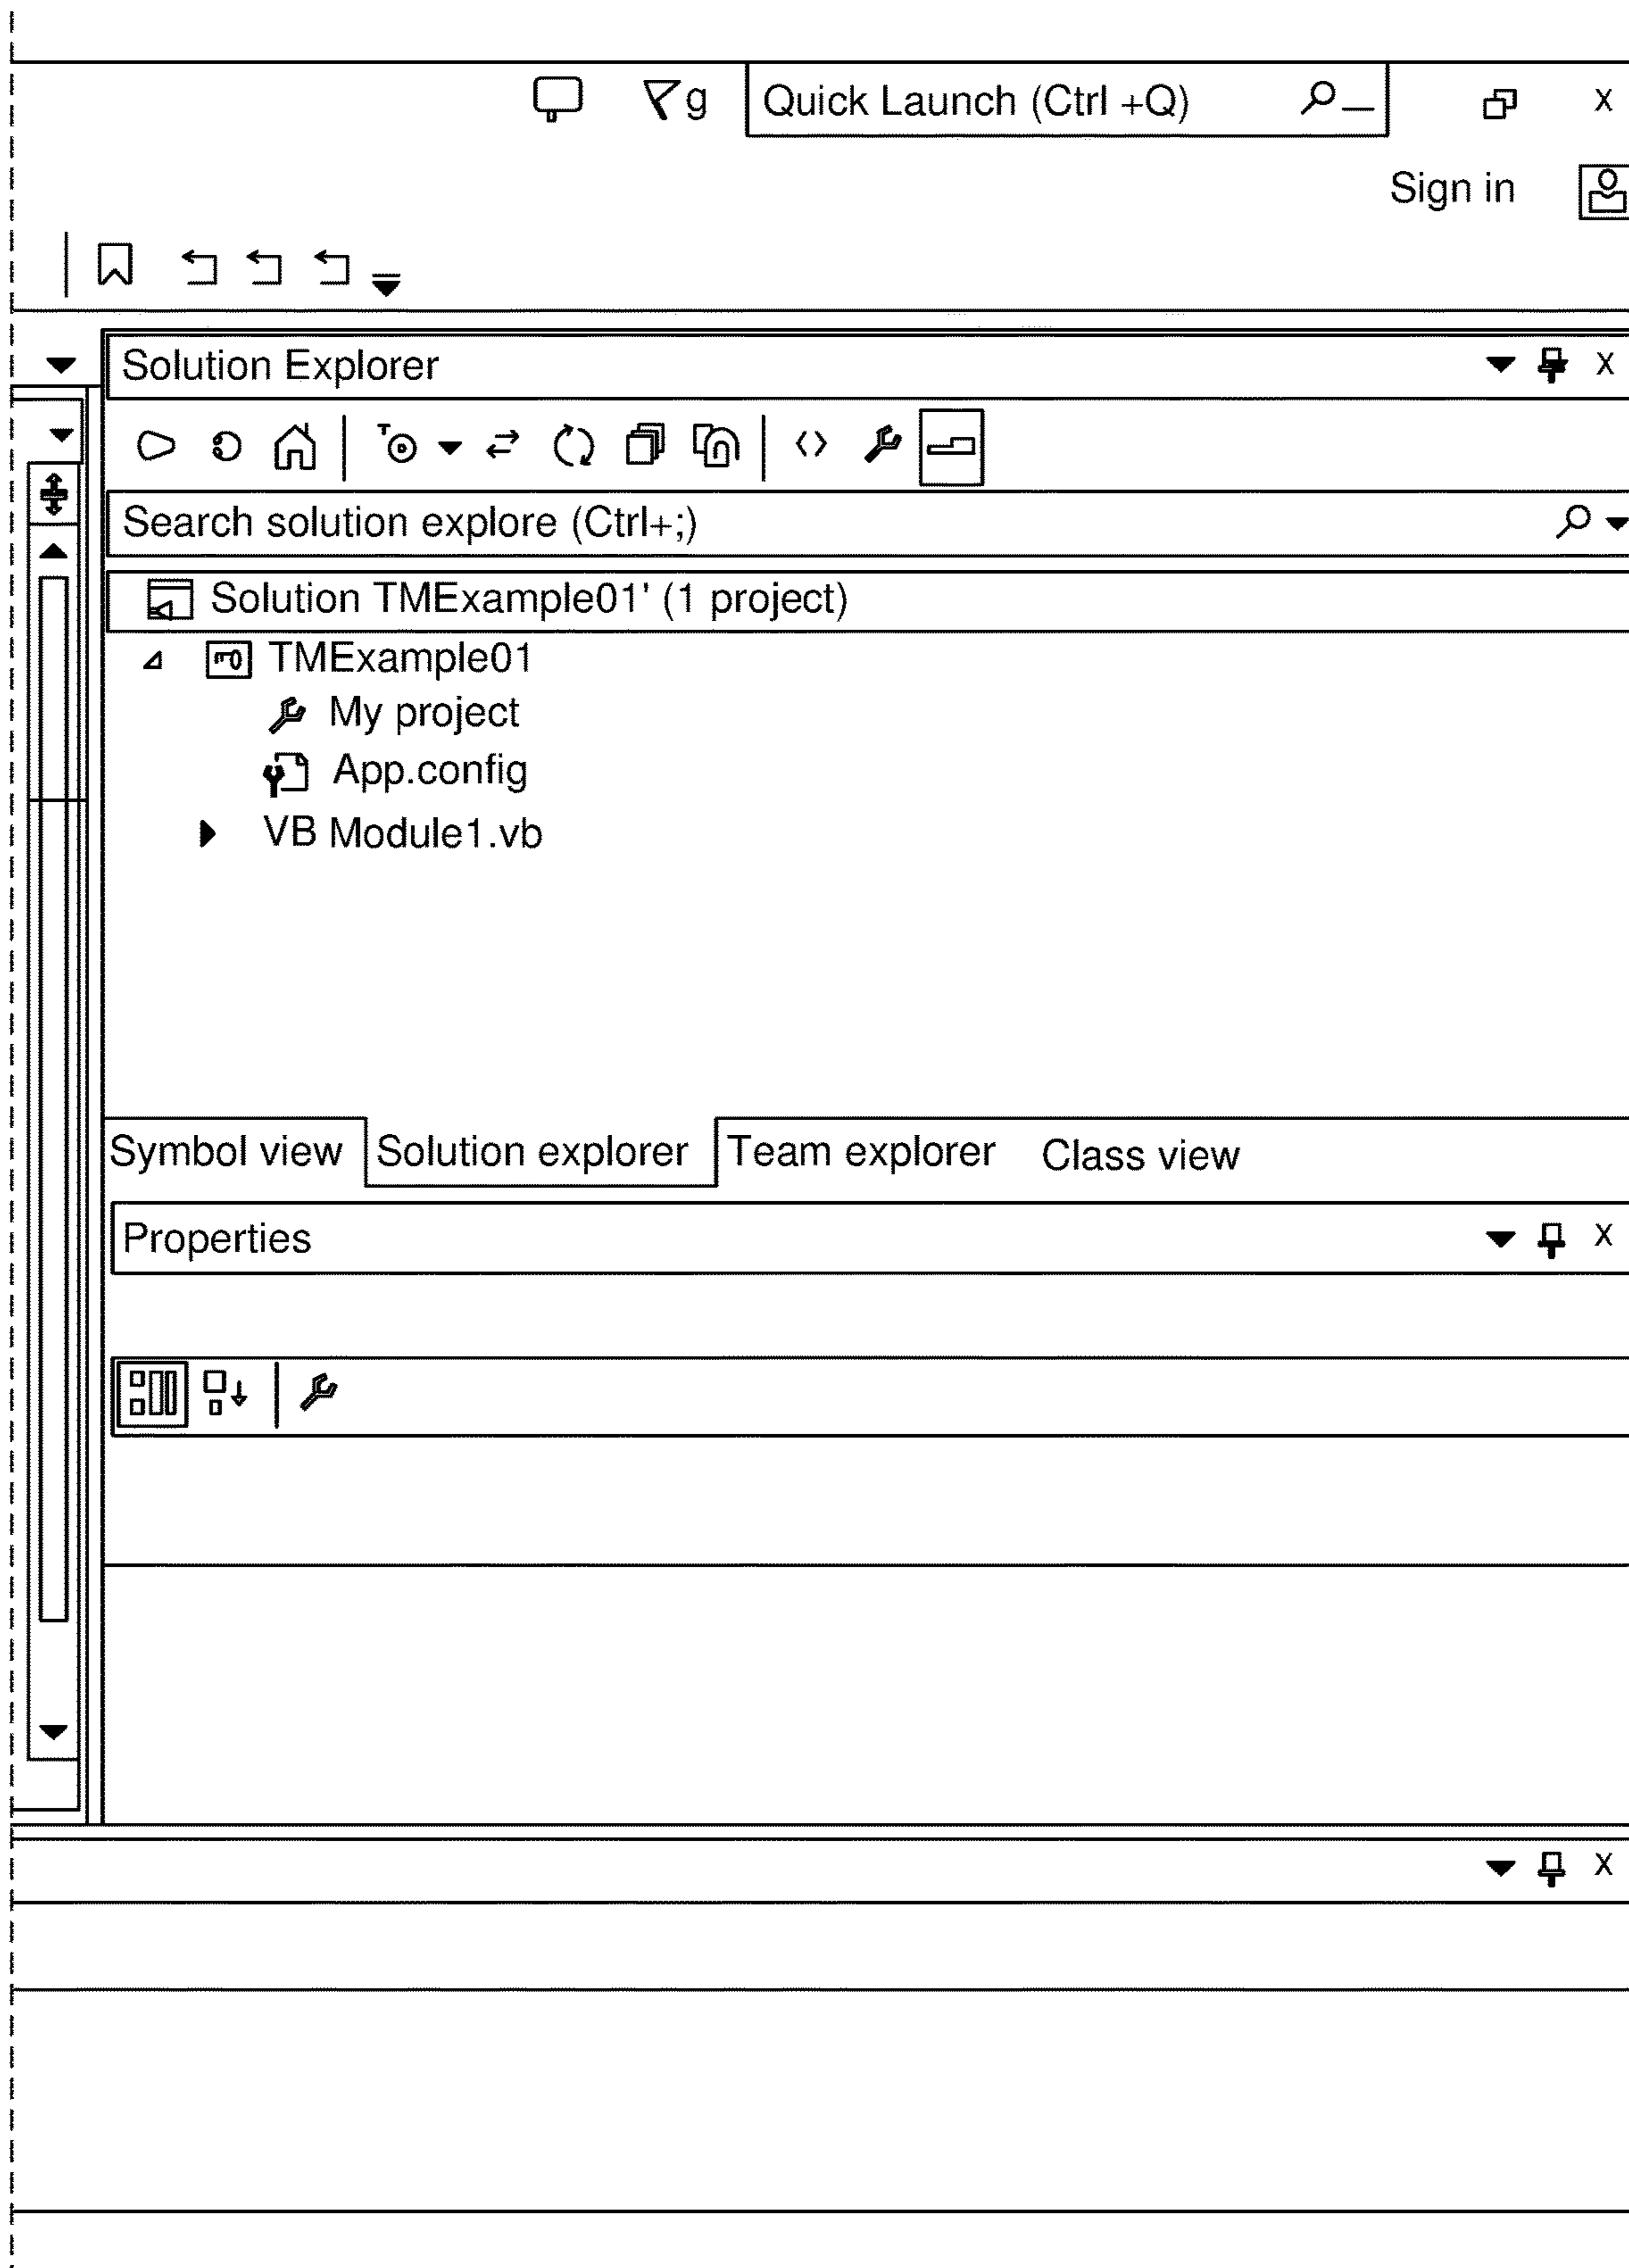 g Quick Launch (Ctrl +Q) X
Sign in
Solution Explorer X
Search solution explore (Ctrl+;)
Solution TMExample01' (1 project)
TMExample01
My project
App.config
VB Module1.vb
Symbol view Solution explorer Team explorer Class view
Properties X
X